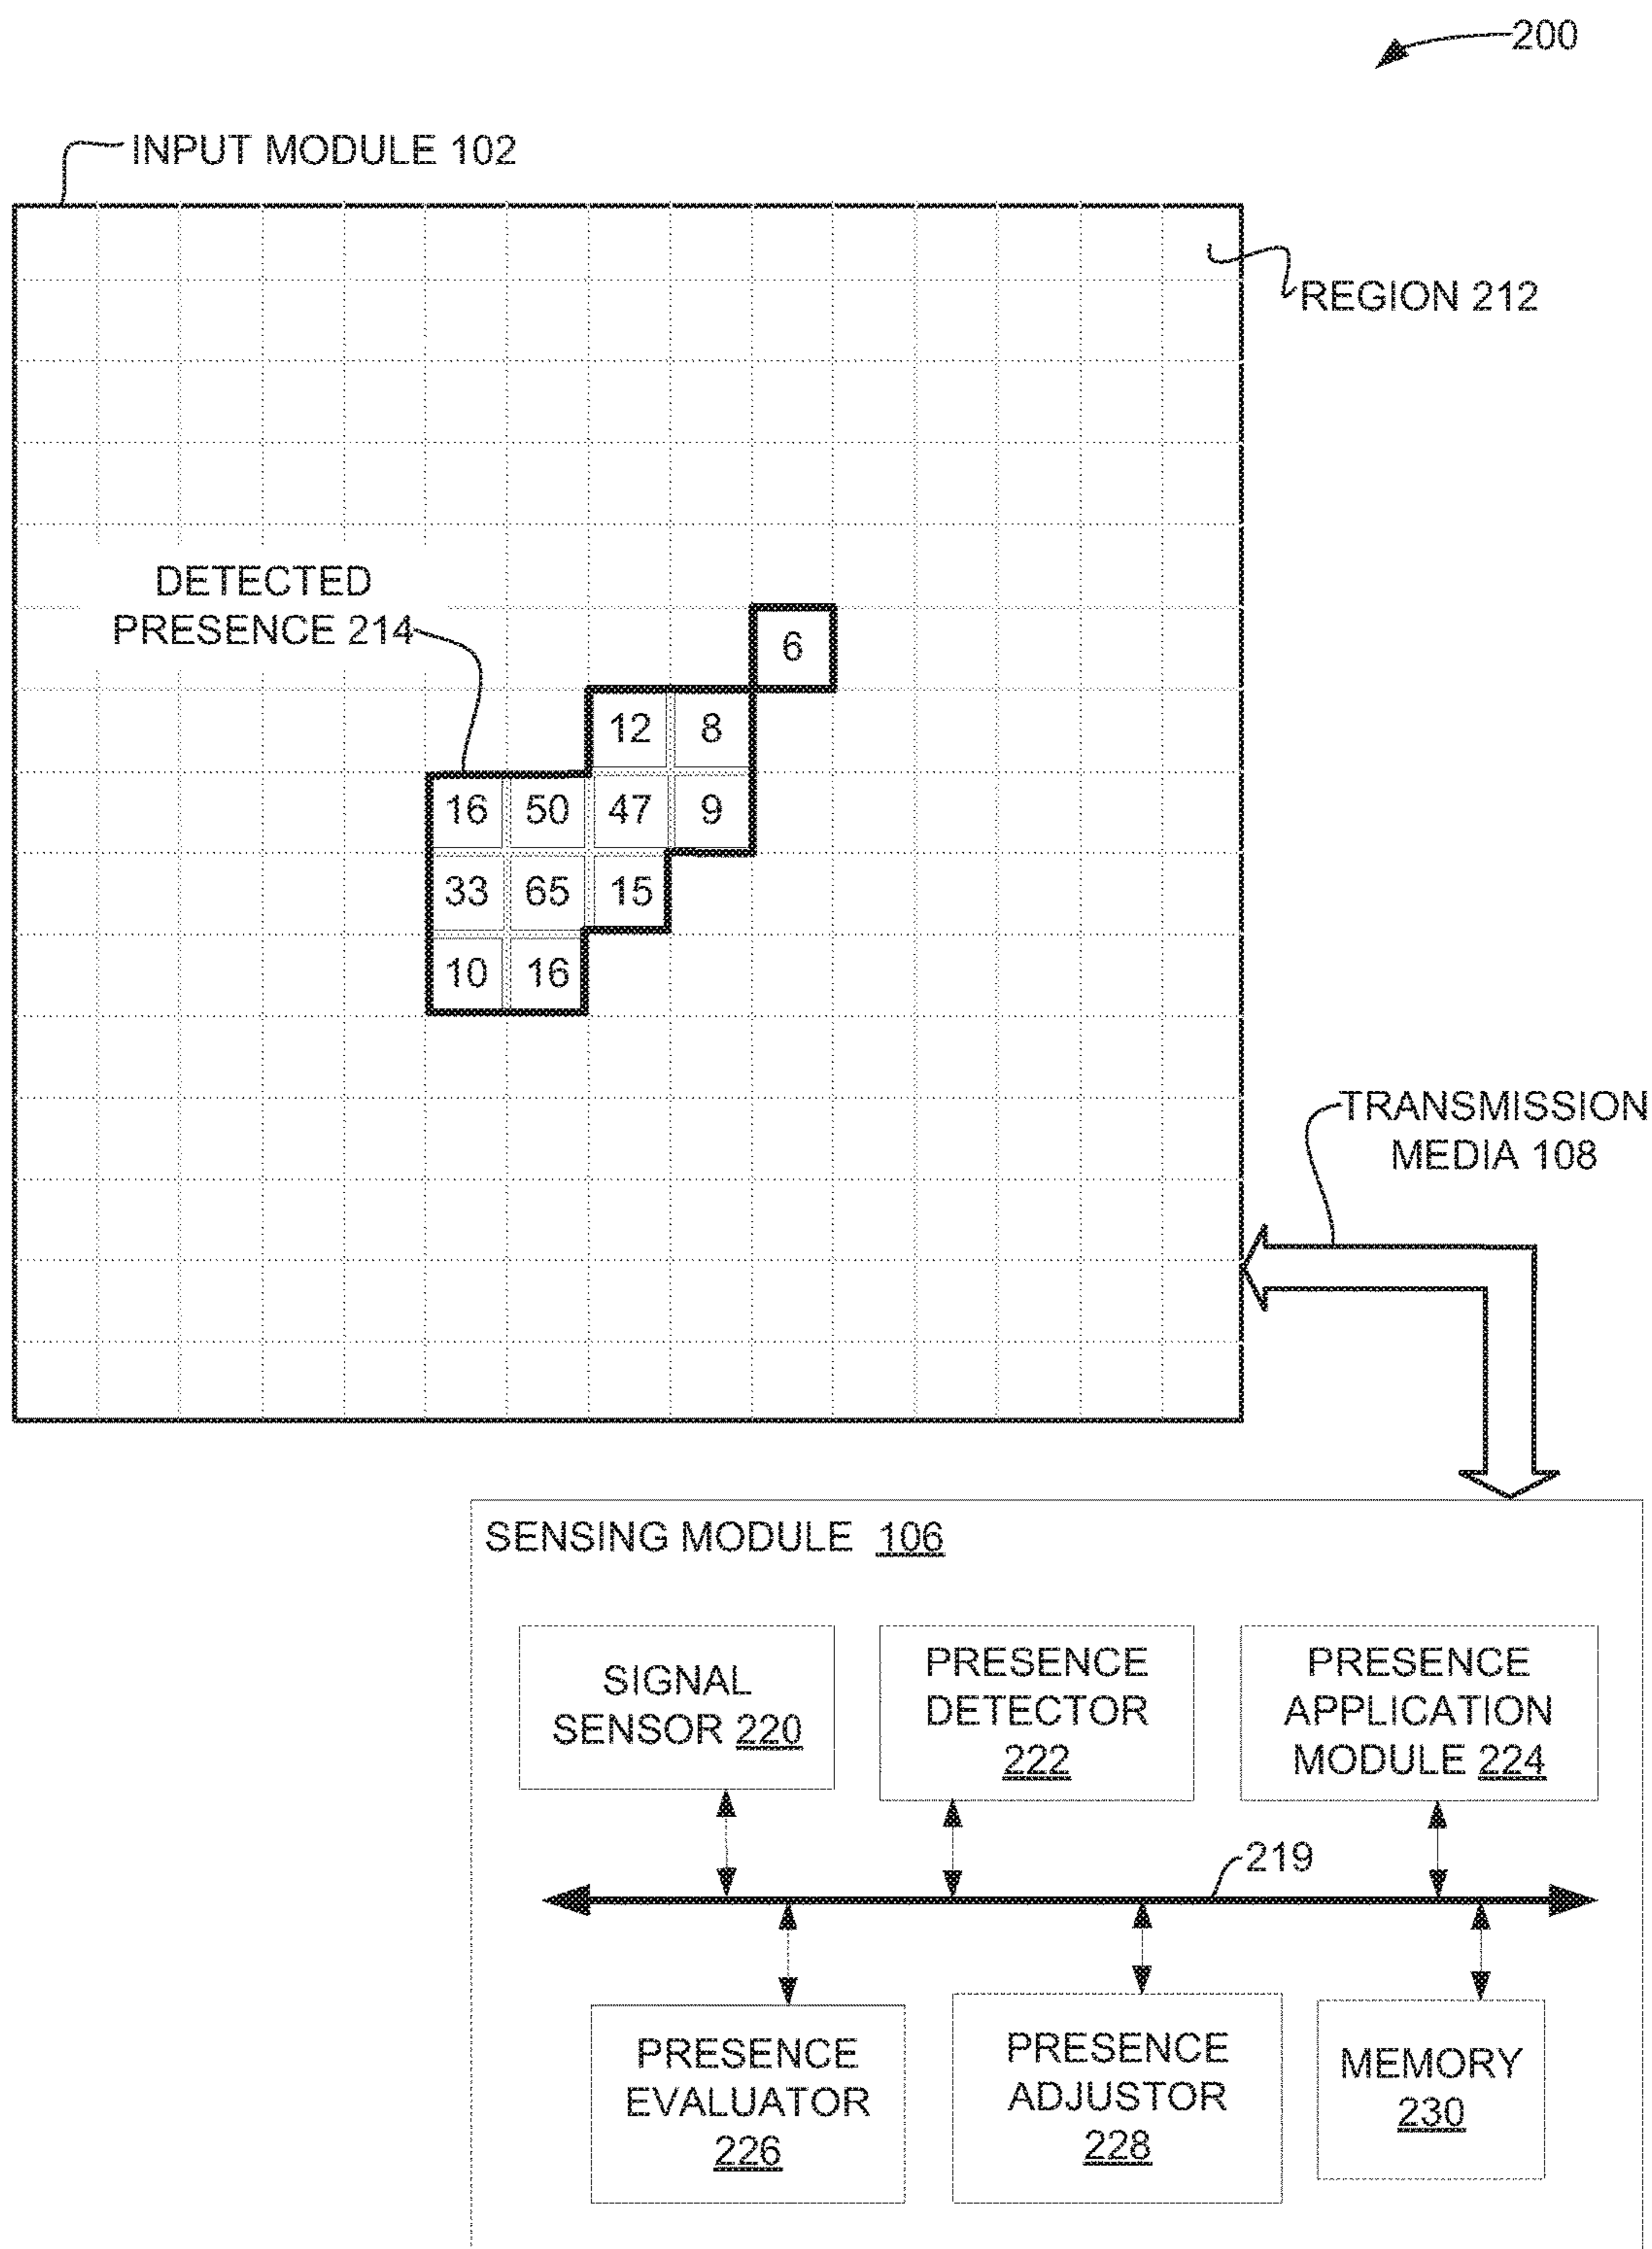 200
INPUT MODULE 102
REGION 212
DETECTED
PRESENCE 214
6
12 8
16 50 47 9
33 65 15
10 16
TRANSMISSION
MEDIA 108
SENSING MODULE 106
SIGNAL
SENSOR 220
PRESENCE
DETECTOR
222
PRESENCE
APPLICATION
MODULE 224
219
PRESENCE
EVALUATOR
226
PRESENCE
ADJUSTOR
228
MEMORY
230